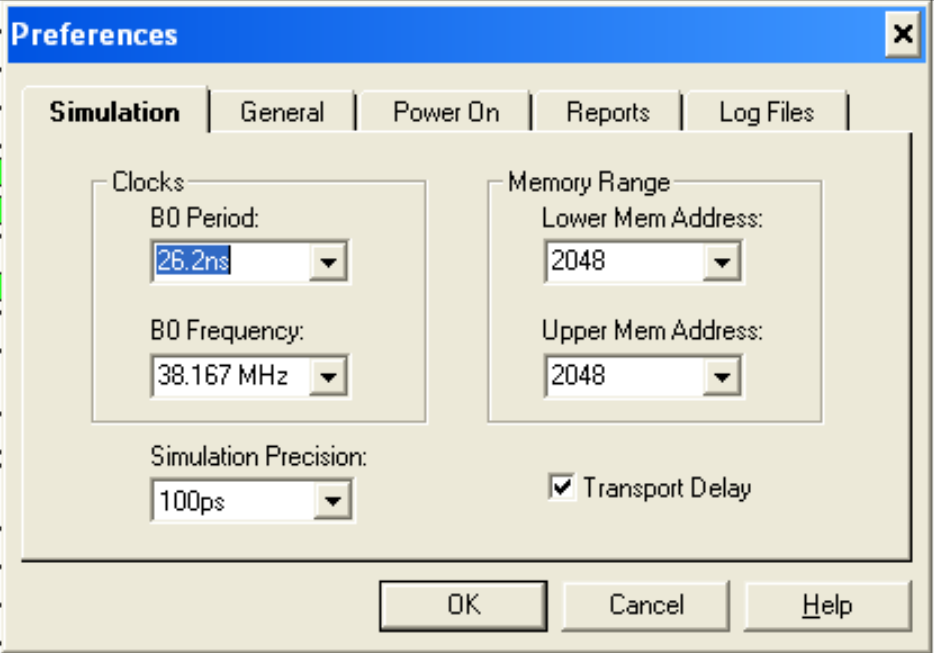 Preferences
Simulation General Power On Reports Log Files
Clocks
B0 Period:
26.2ns
B0 Frequency:
38.167 MHz
Simulation Precision:
100ps
Memory Range
Lower Mem Address:
2048
Upper Mem Address:
2048
Transport Delay
OK Cancel Help